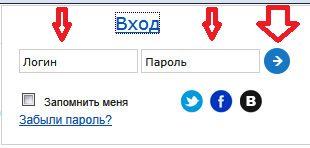 Вход
Логин Пароль
Запомнить меня
Забыли пароль?